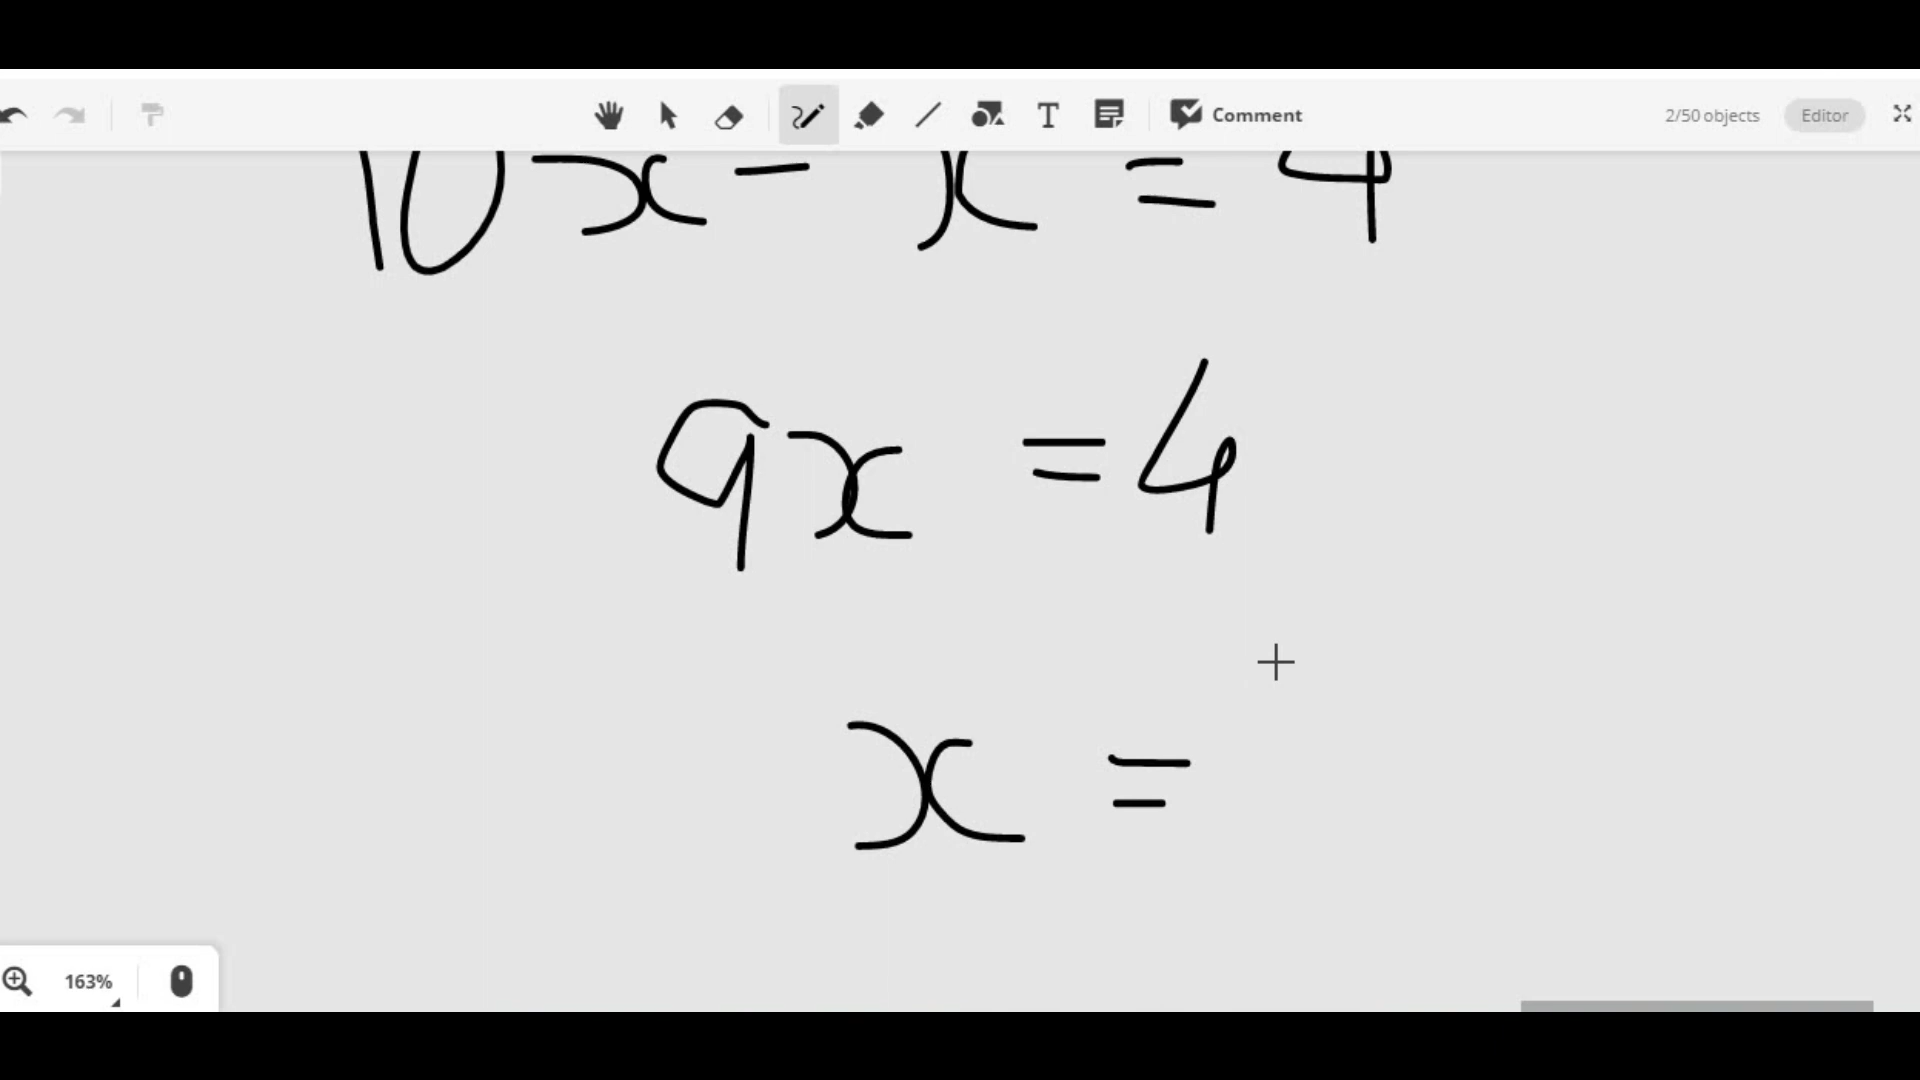 Comment
2/50 objects
Editor
10x - x = 4
9x = 4
x =
163%